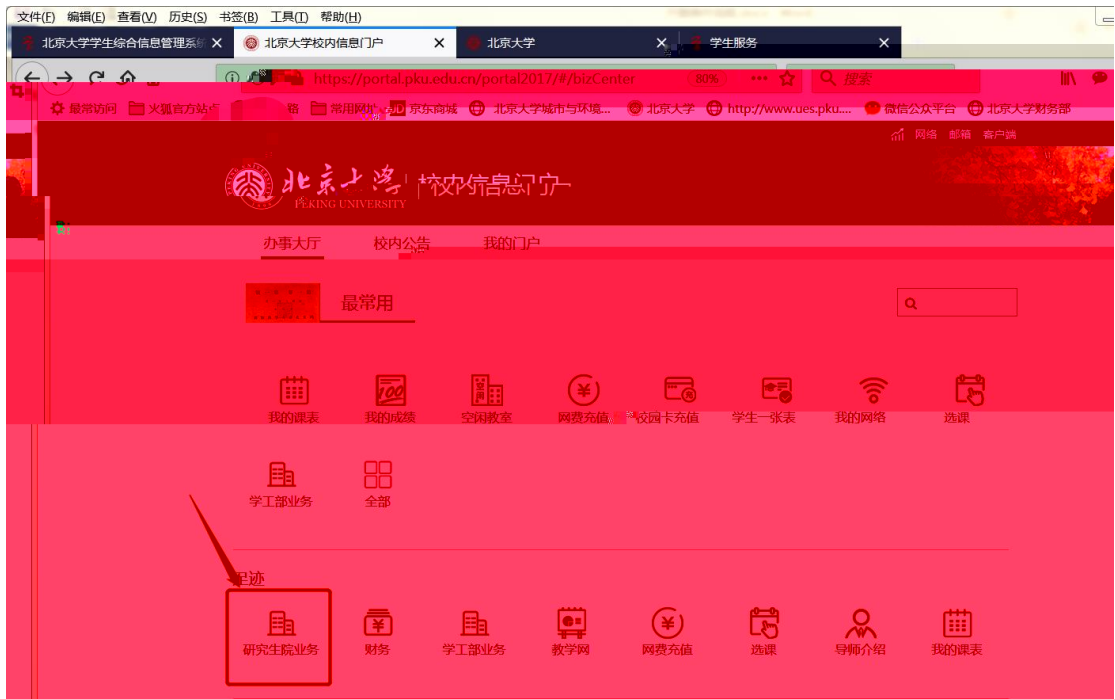 文件(F) 编辑(E) 查看(V) 历史(S) 书签(B) 工具(T) 帮助(H)
北京大学学生综合信息管理系统 北京大学校内信息门户 北京大学 学生服务
https://portal.pku.edu.cn/portal2017/#/bizCenter 80% 搜索
最常访问 火狐官方站点 常用网址 京东商城 北京大学城市与环境... 北京大学 http://www.ues.pku.... 微信公众平台 北京大学财务部
网络 邮箱 客户端
北京大学 校内信息门户
PEKING UNIVERSITY
办事大厅 校内公告 我的门户
最常用
我的课表 我的成绩 空闲教室 网费充值 校园卡充值 学生一张表 我的网络 选课
学工部业务 全部
足迹
研究生院业务 财务 学工部业务 教学网 网费充值 选课 导师介绍 我的课表